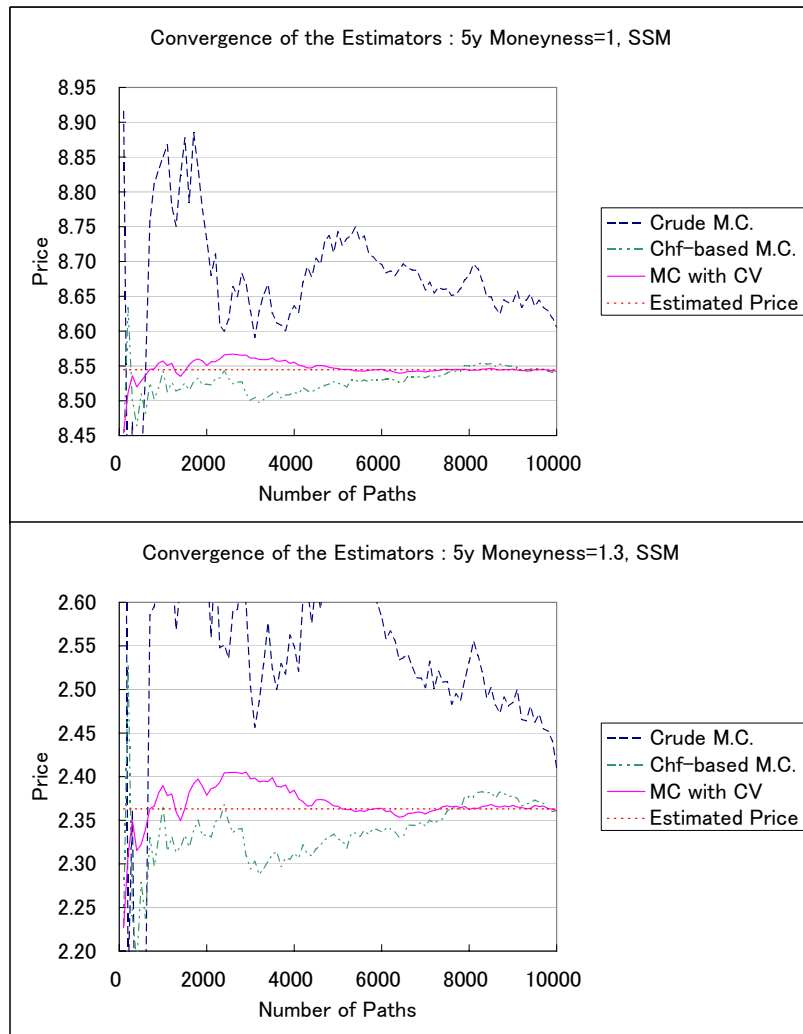 Convergence of the Estimators : 5y Moneyness=1, SSM
8.95
8.90
8.85
8.80
8.75
8.70
8.65
8.60
8.55
8.50
8.45
Price
0 2000 4000 6000 8000 10000
Number of Paths
Crude M.C.
Chf-based M.C.
MC with CV
Estimated Price
Convergence of the Estimators : 5y Moneyness=1.3, SSM
2.60
2.55
2.50
2.45
2.40
2.35
2.30
2.25
2.20
Price
0 2000 4000 6000 8000 10000
Number of Paths
Crude M.C.
Chf-based M.C.
MC with CV
Estimated Price